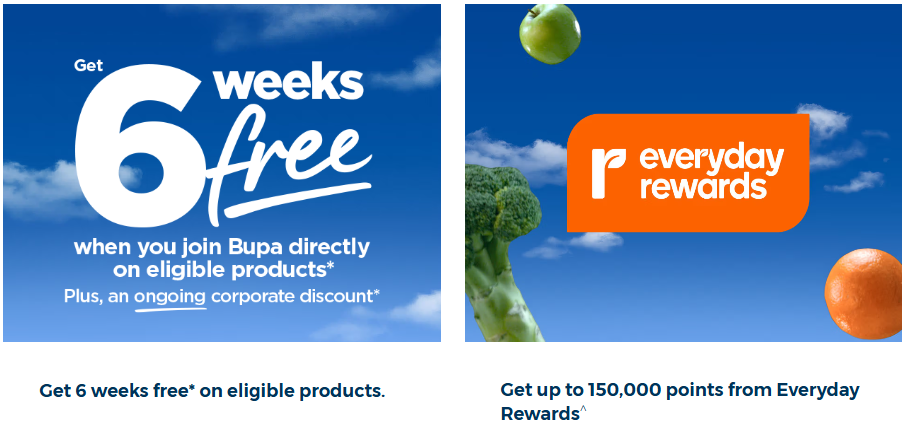 Get
6 weeks
free
when you join Bupa directly
on eligible products*
Plus, an ongoing corporate discount*
Get 6 weeks free* on eligible products.
everyday
rewards
Get up to 150,000 points from Everyday
Rewards^